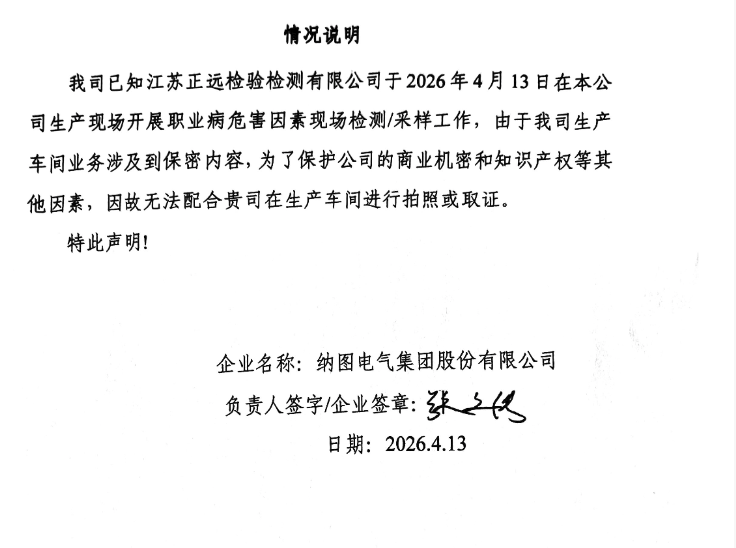 情况说明
我司已知江苏正远检验检测有限公司于 2026 年 4 月 13 日在本公
司生产现场开展职业病危害因素现场检测/采样工作，由于我司生产
车间业务涉及到保密内容，为了保护公司的商业机密和知识产权等其
他因素，因故无法配合贵司在生产车间进行拍照或取证。
特此声明!
企业名称：纳图电气集团股份有限公司
负责人签字/企业签章：张
日期：2026.4.13